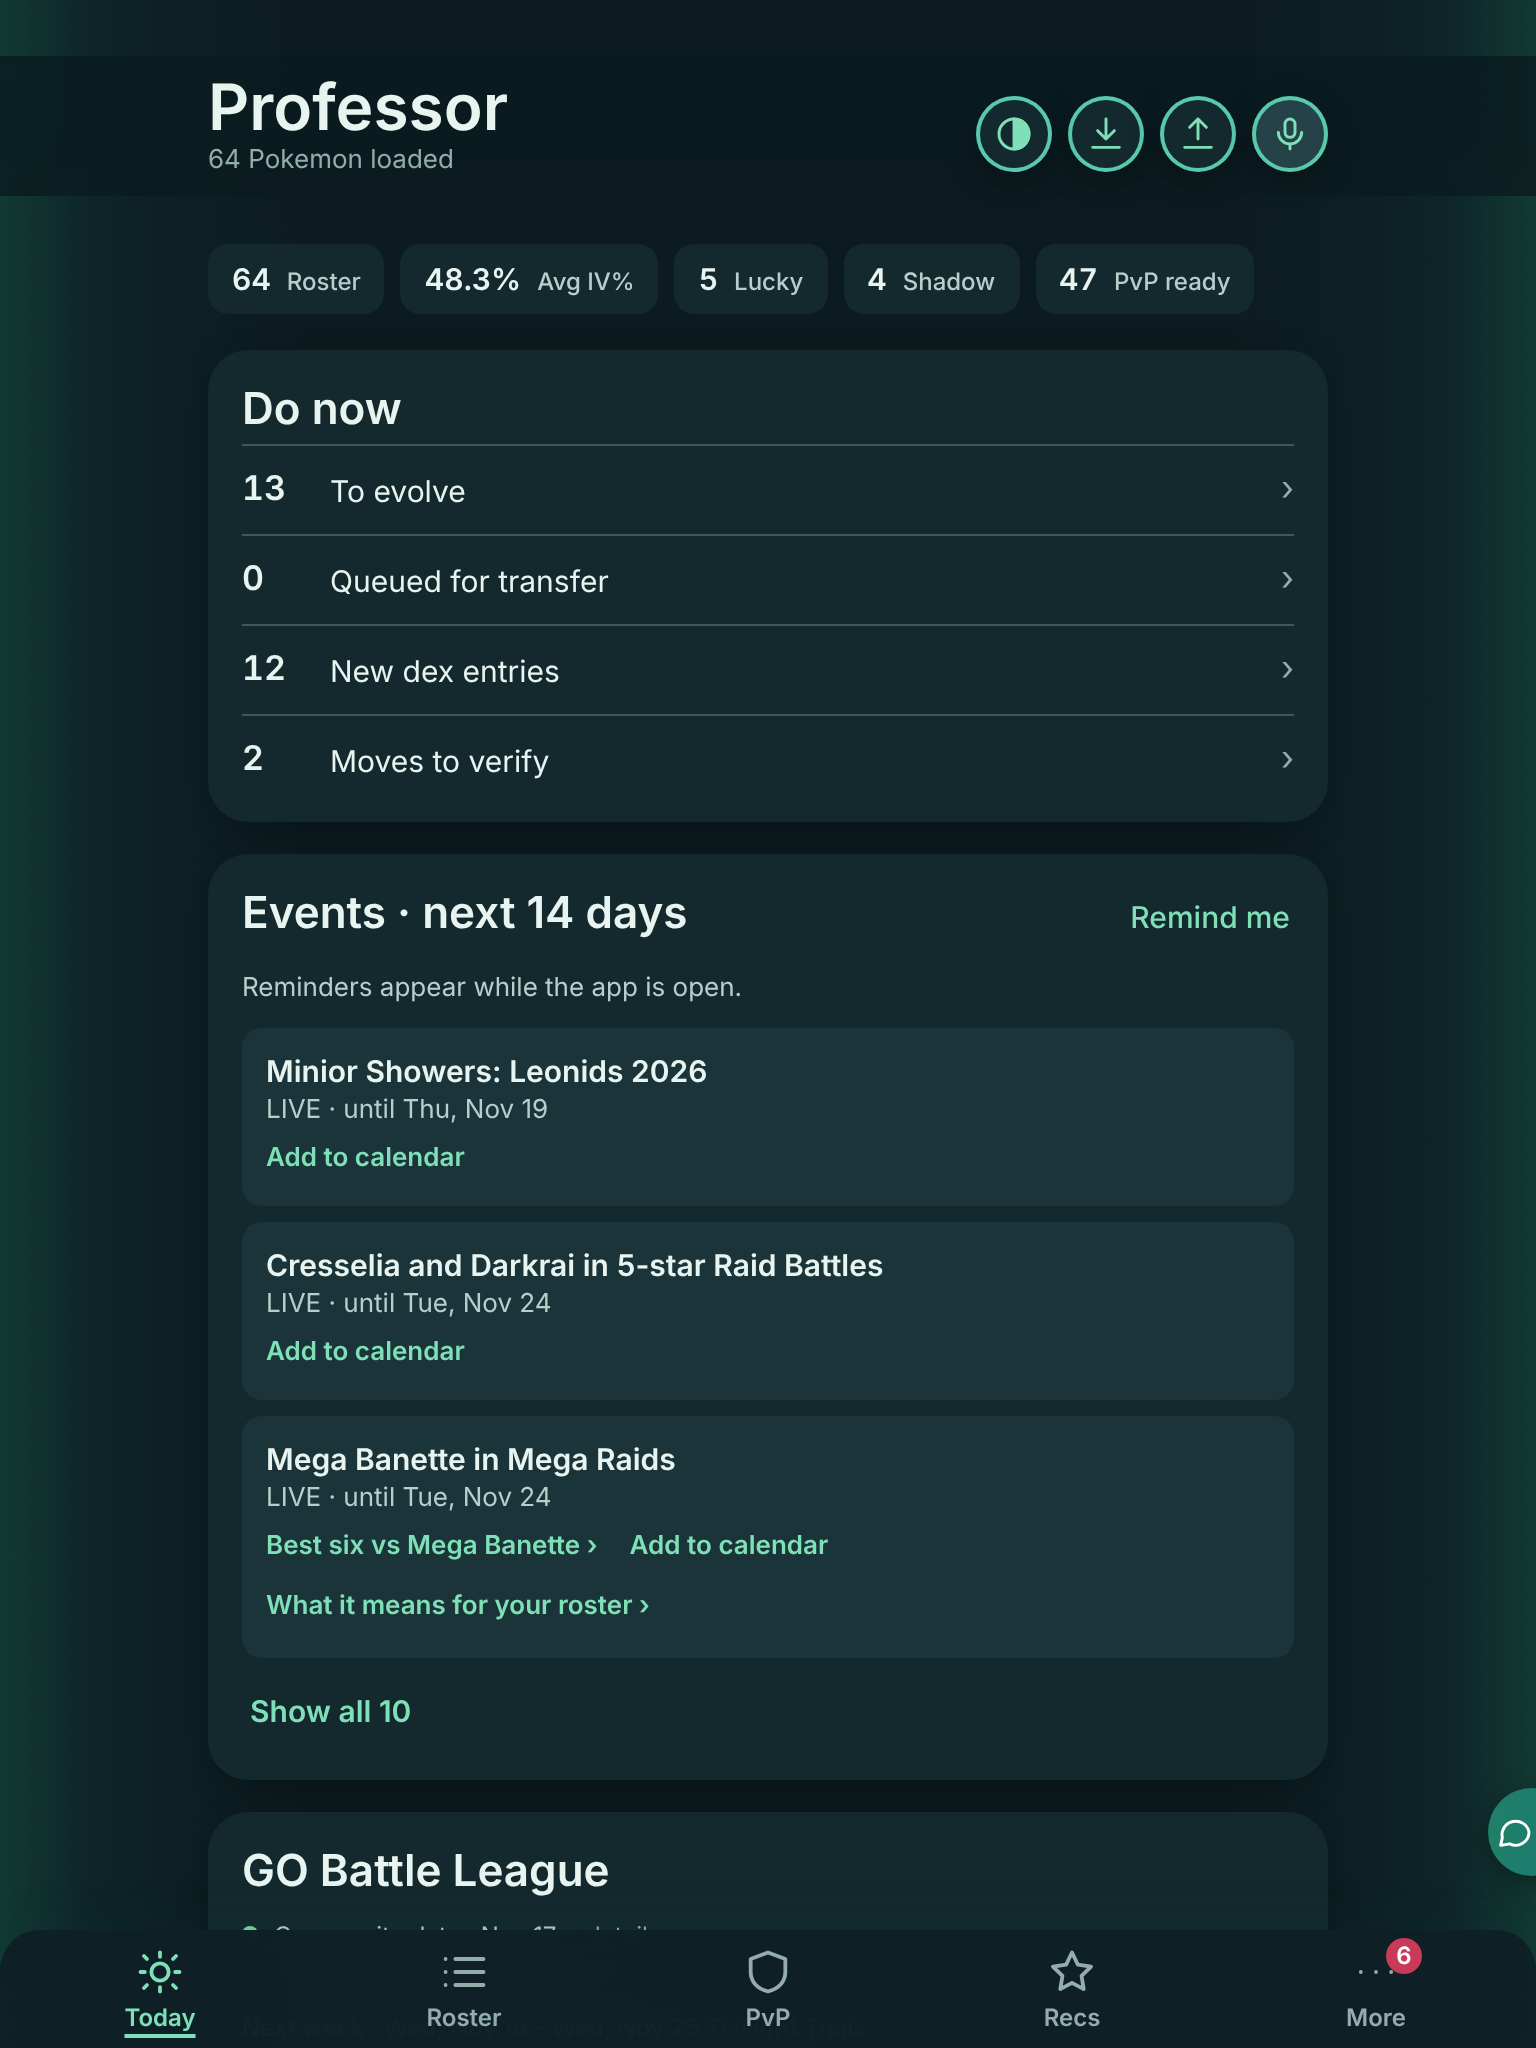 Professor
64 Pokemon loaded
64 Roster
48.3% Avg IV%
5 Lucky
4 Shadow
47 PvP ready
Do now
13 To evolve ›
0 Queued for transfer ›
12 New dex entries ›
2 Moves to verify ›
Events · next 14 days
Remind me
Reminders appear while the app is open.
Minior Showers: Leonids 2026
LIVE · until Thu, Nov 19
Add to calendar
Cresselia and Darkrai in 5-star Raid Battles
LIVE · until Tue, Nov 24
Add to calendar
Mega Banette in Mega Raids
LIVE · until Tue, Nov 24
Best six vs Mega Banette › Add to calendar
What it means for your roster ›
Show all 10
GO Battle League
6
Today
Roster
PvP
Recs
More